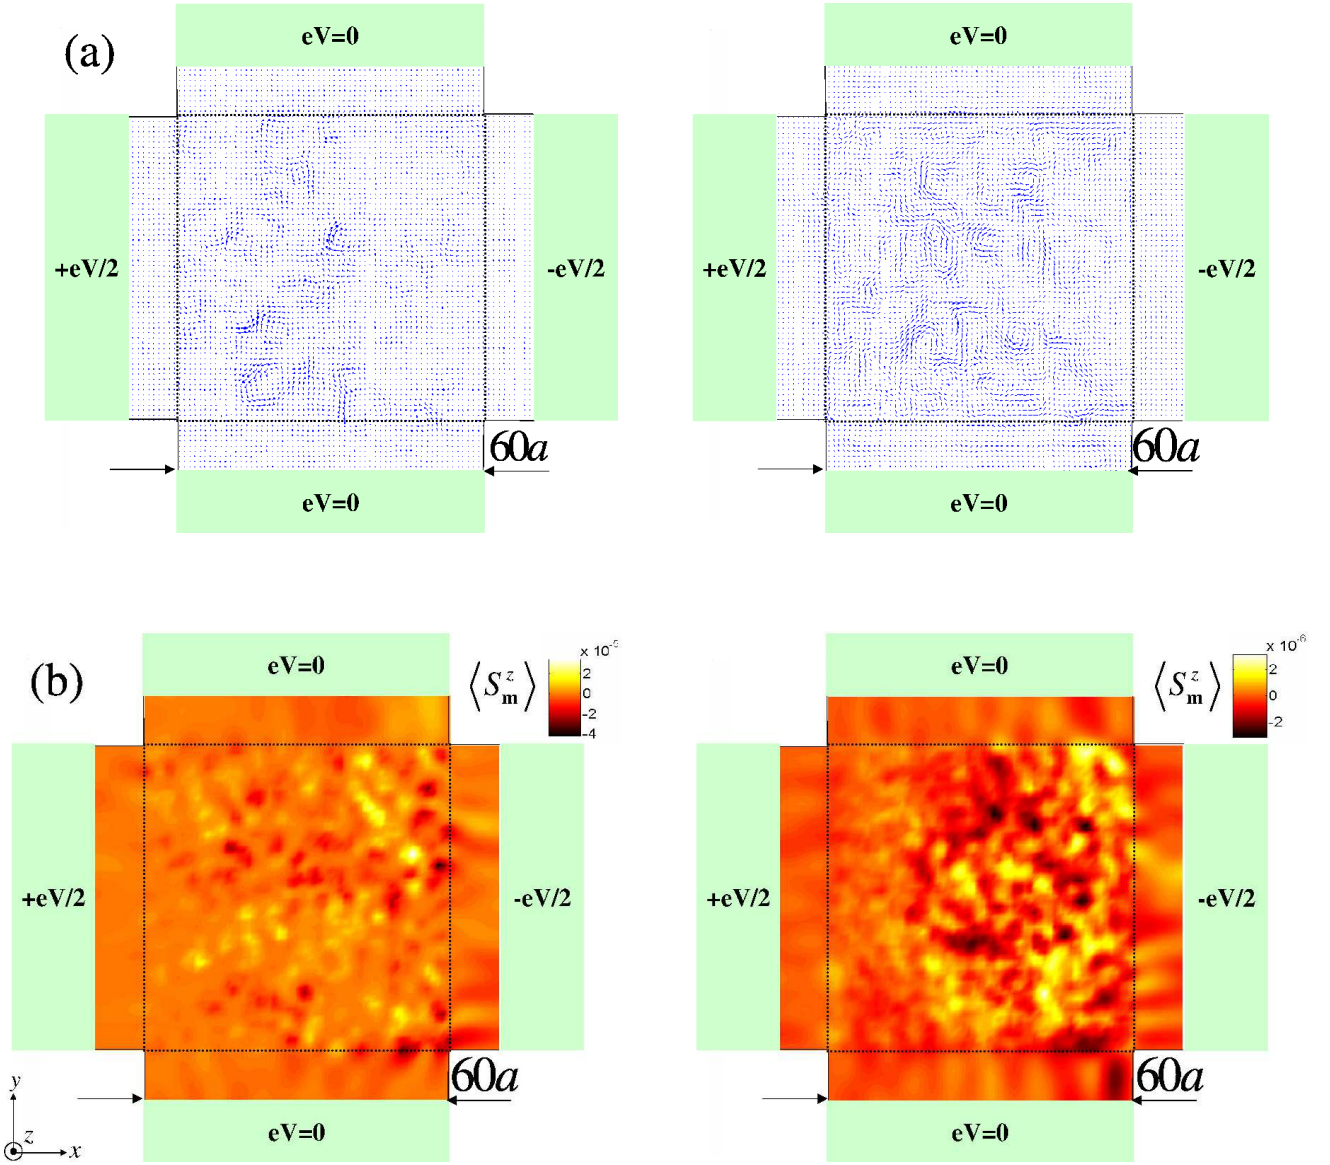 (a)
eV=0
+eV/2
-eV/2
60a
eV=0
eV=0
+eV/2
-eV/2
60a
eV=0
(b)
eV=0
⟨S_m^z⟩
x 10^-5
2
0
-2
-4
+eV/2
-eV/2
60a
eV=0
y
z
x
eV=0
⟨S_m^z⟩
x 10^-6
2
0
-2
+eV/2
-eV/2
60a
eV=0